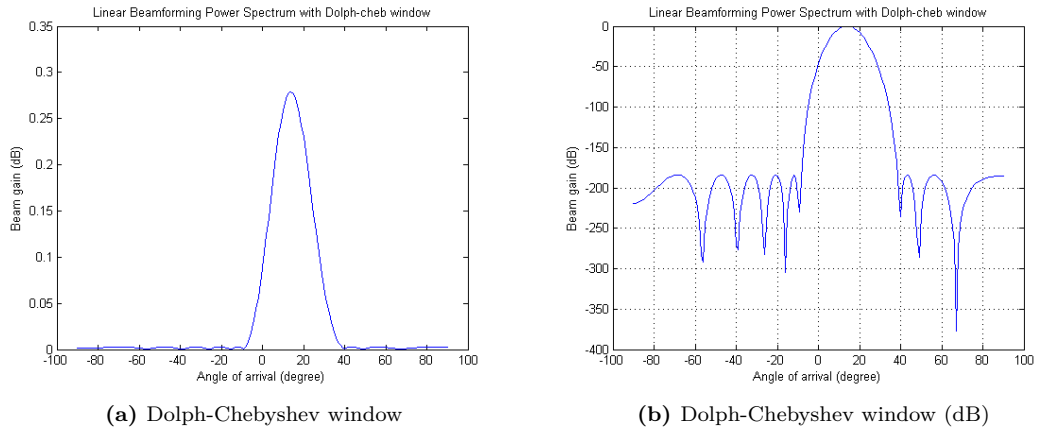 Linear Beamforming Power Spectrum with Dolph-cheb window
0.35
0.3
0.25
0.2
0.15
0.1
0.05
0
Beam gain (dB)
-100 -80 -60 -40 -20 0 20 40 60 80 100
Angle of arrival (degree)
(a) Dolph-Chebyshev window
Linear Beamforming Power Spectrum with Dolph-cheb window
0
-50
-100
-150
-200
-250
-300
-350
-400
Beam gain (dB)
-100 -80 -60 -40 -20 0 20 40 60 80 100
Angle of arrival (degree)
(b) Dolph-Chebyshev window (dB)